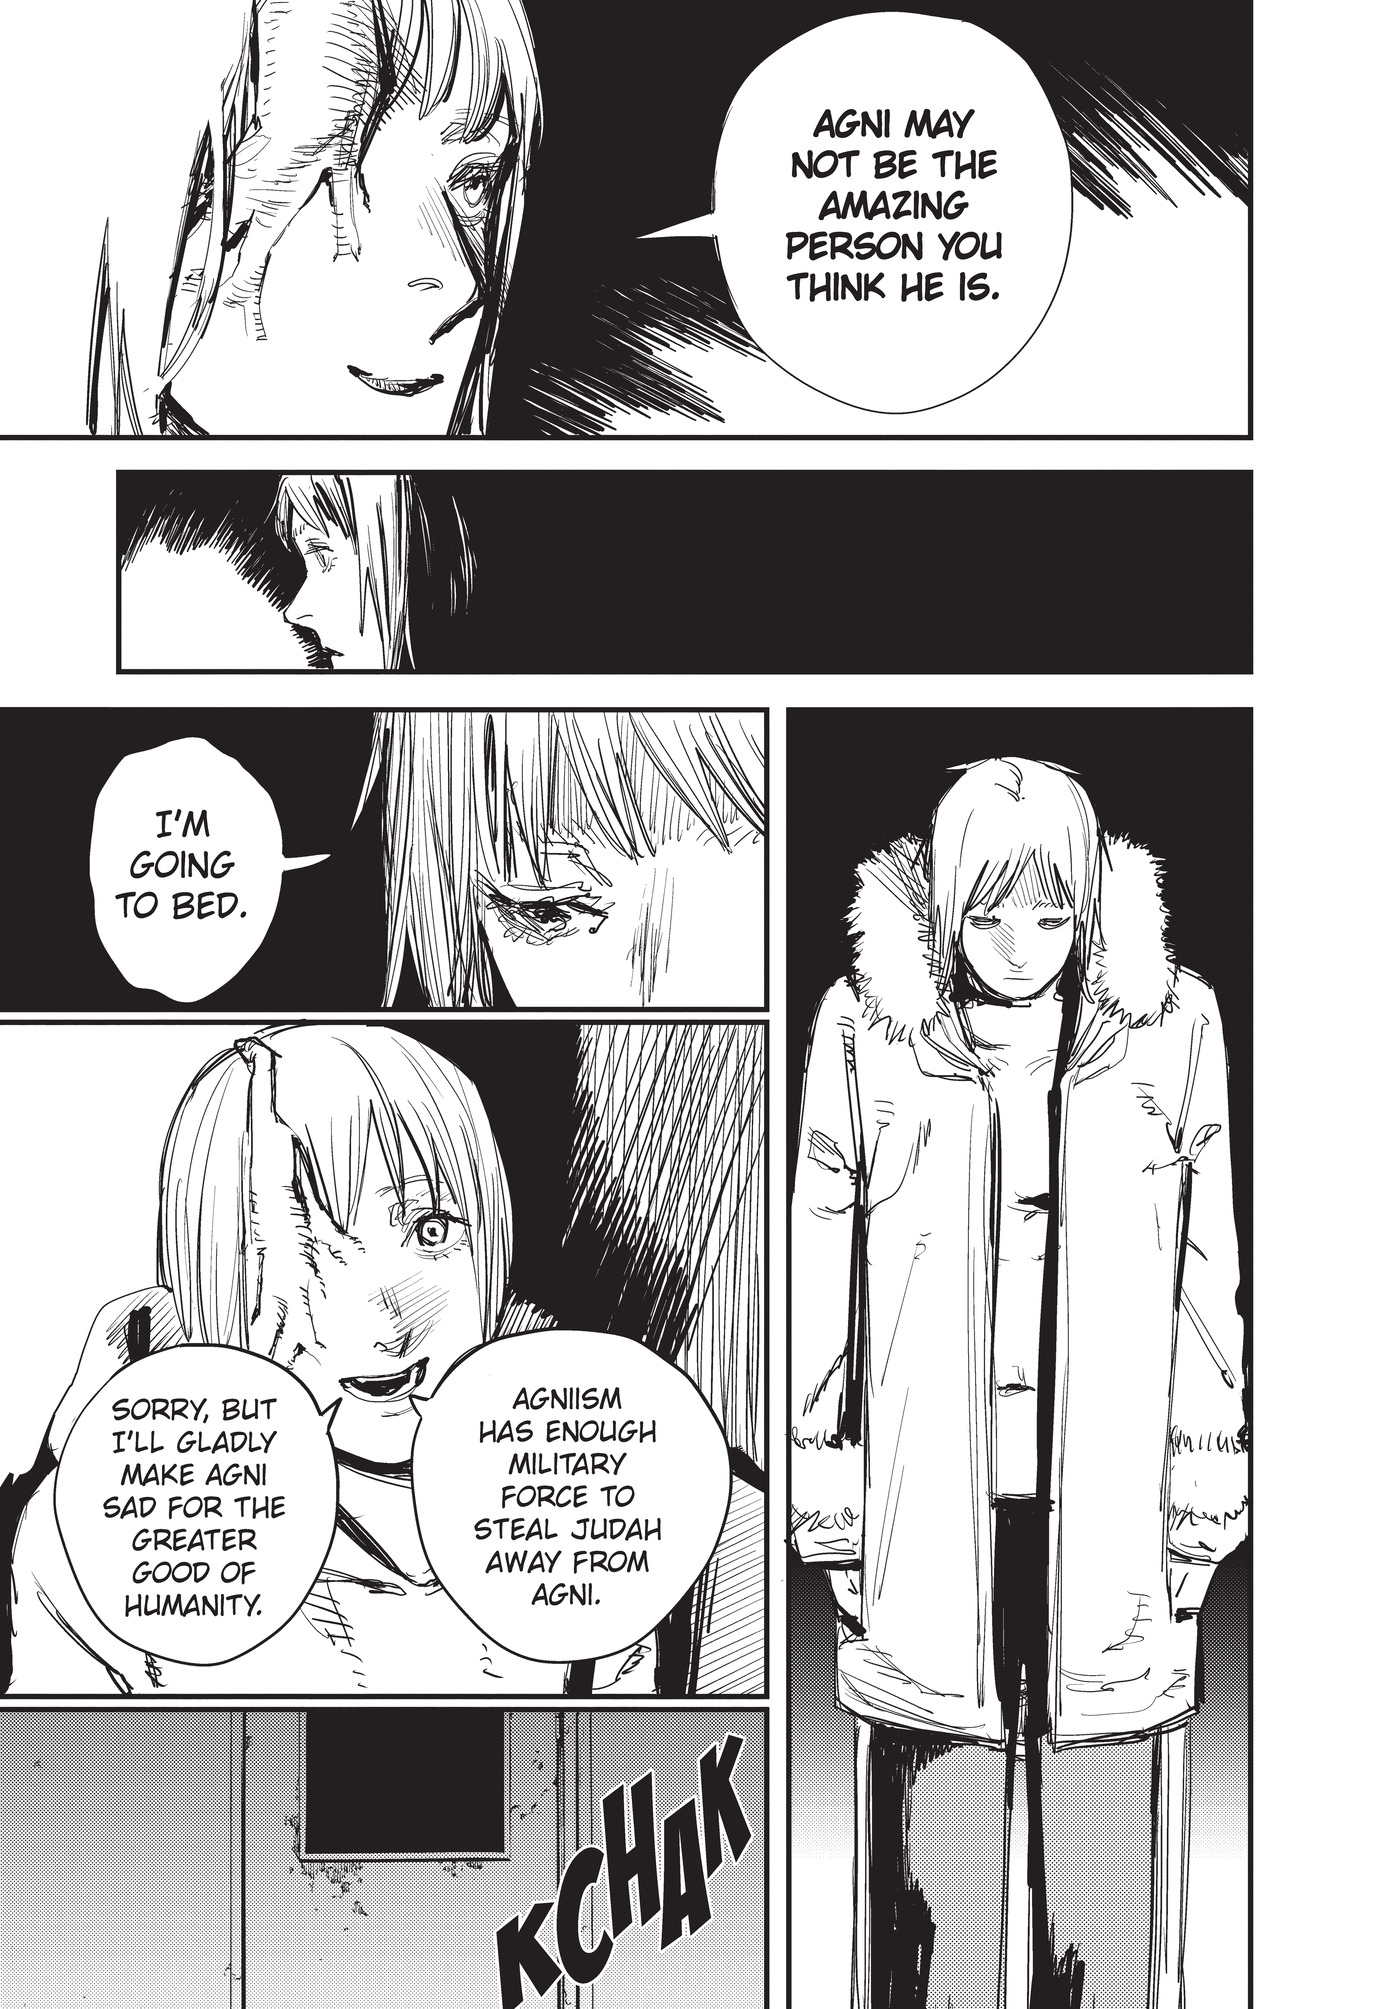 AGNI MAY
NOT BE THE
AMAZING
PERSON YOU
THINK HE IS.
I'M
GOING
TO BED.
AGNIISM
HAS ENOUGH
MILITARY
FORCE TO
STEAL JUDAH
AWAY FROM
AGNI.
SORRY, BUT
I'LL GLADLY
MAKE AGNI
SAD FOR THE
GREATER
GOOD OF
HUMANITY.
KCHAK